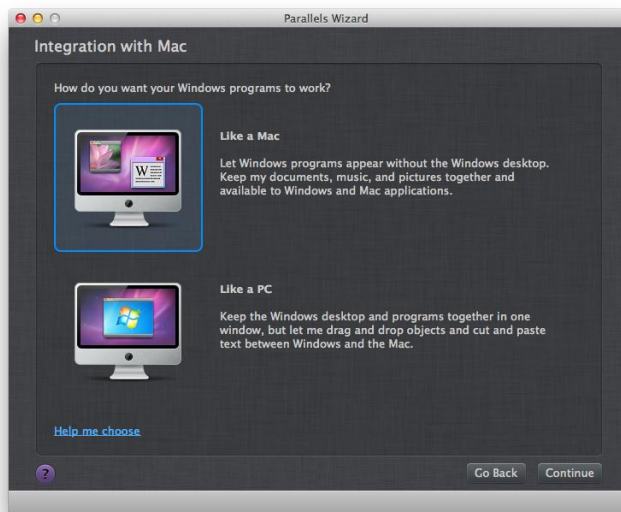 Parallels Wizard
Integration with Mac
How do you want your Windows programs to work?
W
Like a Mac
Let Windows programs appear without the Windows desktop.
Keep my documents, music, and pictures together and
available to Windows and Mac applications.
Like a PC
Keep the Windows desktop and programs together in one
window, but let me drag and drop objects and cut and paste
text between Windows and the Mac.
Help me choose
?
Go Back
Continue